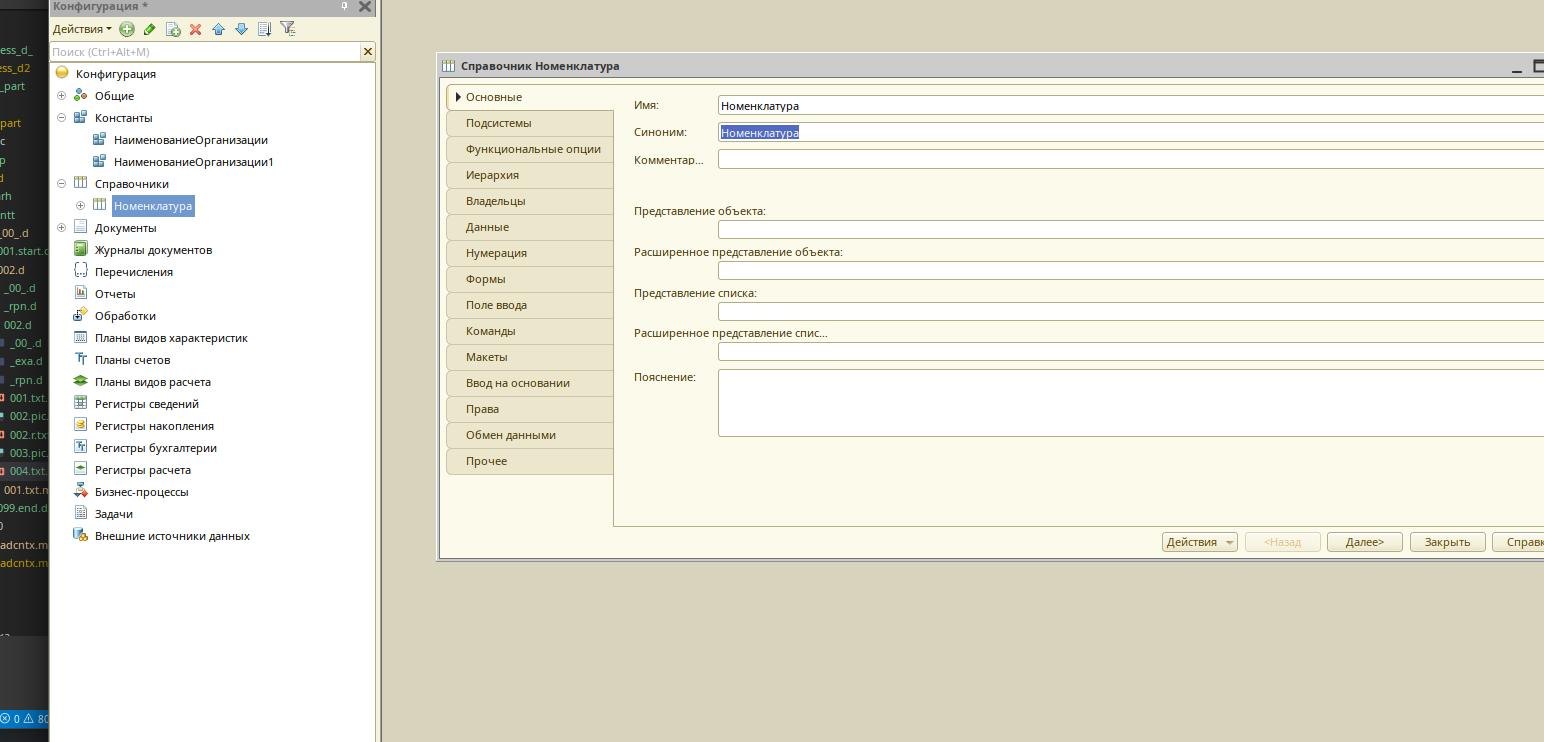 Конфигурация *
Действия
Поиск (Ctrl+Alt+M)
Конфигурация
Общие
Константы
НаименованиеОрганизации
НаименованиеОрганизации1
Справочники
Номенклатура
Документы
Журналы документов
Перечисления
Отчеты
Обработки
Планы видов характеристик
Планы счетов
Планы видов расчета
Регистры сведений
Регистры накопления
Регистры бухгалтерии
Регистры расчета
Бизнес-процессы
Задачи
Внешние источники данных
ess_d_
ess_d2
_part
part
c
p
d
arh
ntt
_00_.d
001.start.c
002.d
_00_.d
_rpn.d
002.d
_00_.d
_exa.d
_rpn.d
001.txt.
002.pic.
002.r.tx
003.pic.
004.txt.
001.txt.m
099.end.d
adcntx.m
adcntx.m
0
80
Справочник Номенклатура
Основные
Подсистемы
Функциональные опции
Иерархия
Владельцы
Данные
Нумерация
Формы
Поле ввода
Команды
Макеты
Ввод на основании
Права
Обмен данными
Прочее
Имя: Номенклатура
Синоним: Номенклатура
Комментар...
Представление объекта:
Расширенное представление объекта:
Представление списка:
Расширенное представление спис...
Пояснение:
Действия <Назад Далее> Закрыть Справк